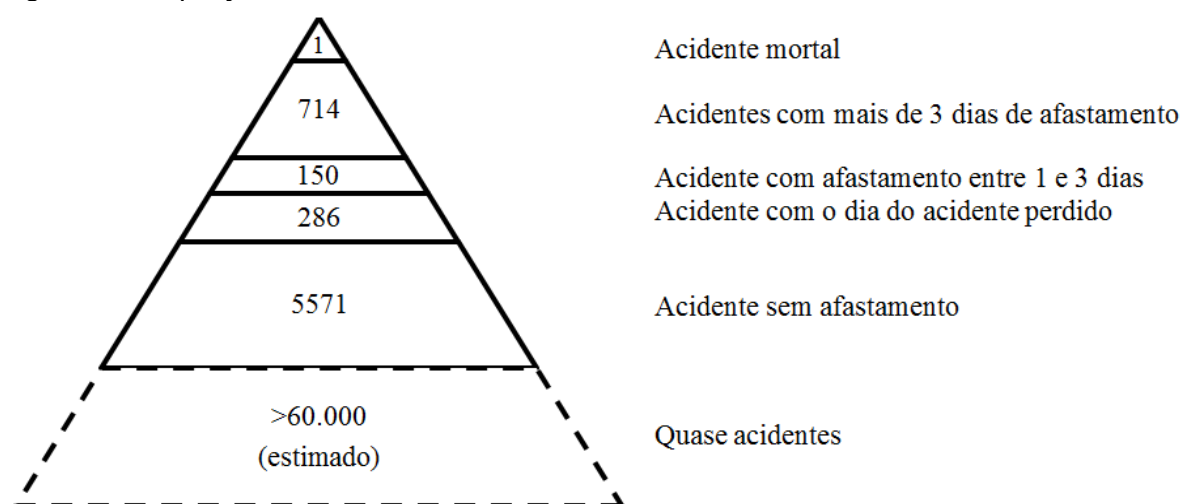 1
Acidente mortal
714
Acidentes com mais de 3 dias de afastamento
150
Acidente com afastamento entre 1 e 3 dias
286
Acidente com o dia do acidente perdido
5571
Acidente sem afastamento
>60.000
(estimado)
Quase acidentes